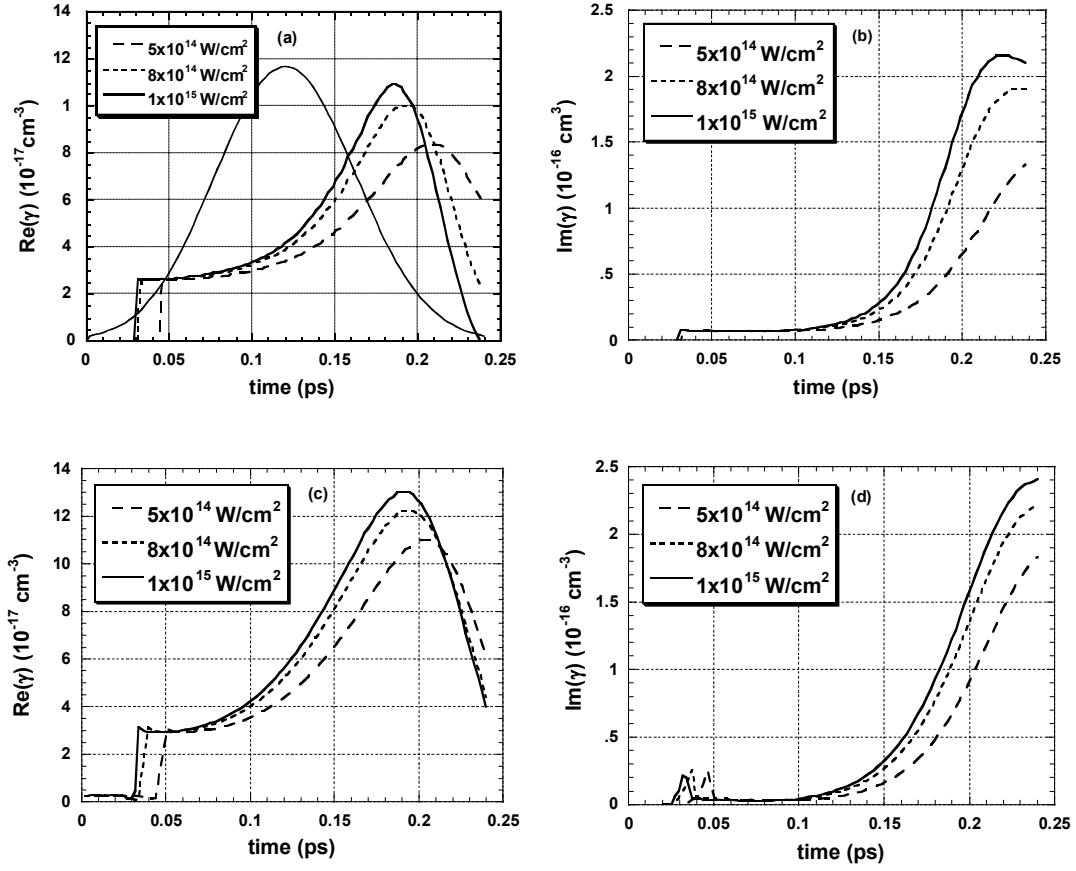 (a)
5x10¹⁴ W/cm²
8x10¹⁴ W/cm²
1x10¹⁵ W/cm²
Re(γ) (10⁻¹⁷cm⁻³)
14
12
10
8
6
4
2
0
0 0.05 0.1 0.15 0.2 0.25
time (ps)
(b)
5x10¹⁴ W/cm²
8x10¹⁴ W/cm²
1x10¹⁵ W/cm²
Im(γ) (10⁻¹⁶ cm³)
2.5
2
1.5
1
.5
0
0 0.05 0.1 0.15 0.2 0.25
time (ps)
(c)
5x10¹⁴ W/cm²
8x10¹⁴ W/cm²
1x10¹⁵ W/cm²
Re(γ) (10⁻¹⁷ cm⁻³)
14
12
10
8
6
4
2
0
0 0.05 0.1 0.15 0.2 0.25
time (ps)
(d)
5x10¹⁴ W/cm²
8x10¹⁴ W/cm²
1x10¹⁵ W/cm²
Im(γ) (10⁻¹⁶ cm⁻³)
2.5
2
1.5
1
.5
0
0 0.05 0.1 0.15 0.2 0.25
time (ps)